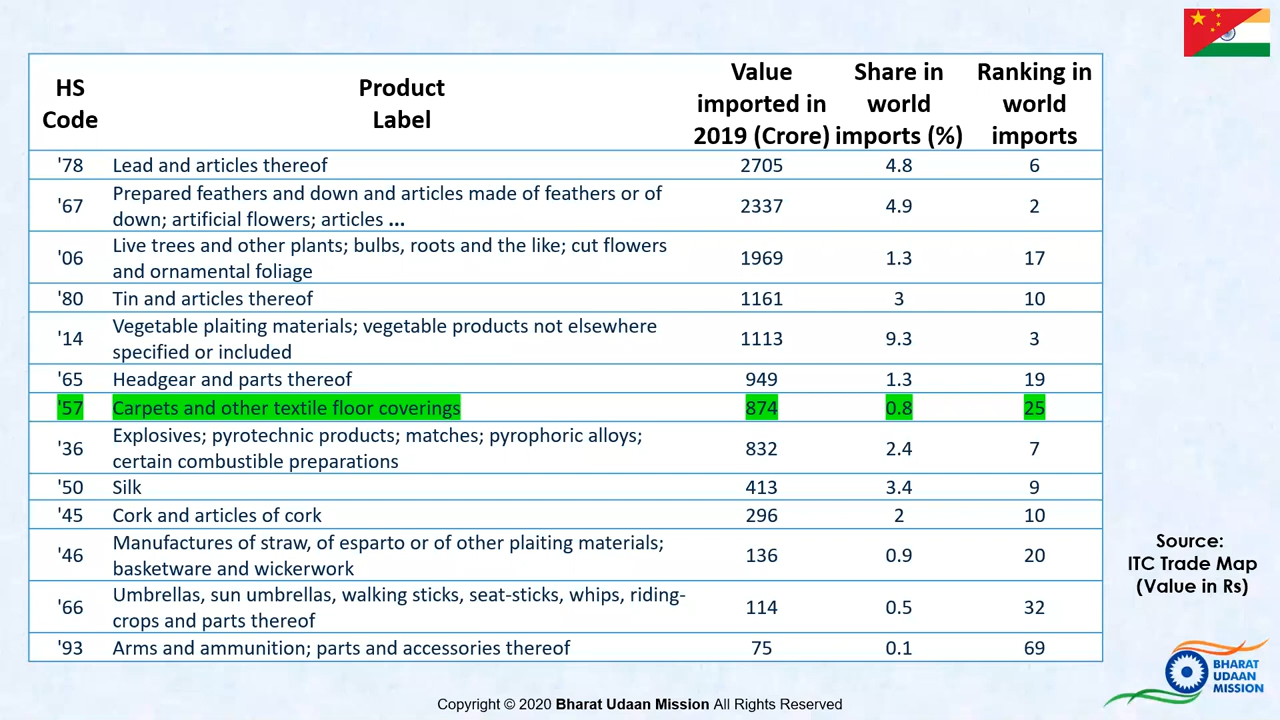 HS Code Product Label Value imported in 2019 (Crore) Share in world imports (%) Ranking in world imports
'78 Lead and articles thereof 2705 4.8 6
'67 Prepared feathers and down and articles made of feathers or of
down; artificial flowers; articles ... 2337 4.9 2
'06 Live trees and other plants; bulbs, roots and the like; cut flowers
and ornamental foliage 1969 1.3 17
'80 Tin and articles thereof 1161 3 10
'14 Vegetable plaiting materials; vegetable products not elsewhere
specified or included 1113 9.3 3
'65 Headgear and parts thereof 949 1.3 19
'57 Carpets and other textile floor coverings 874 0.8 25
'36 Explosives; pyrotechnic products; matches; pyrophoric alloys;
certain combustible preparations 832 2.4 7
'50 Silk 413 3.4 9
'45 Cork and articles of cork 296 2 10
'46 Manufactures of straw, of esparto or of other plaiting materials;
basketware and wickerwork 136 0.9 20
'66 Umbrellas, sun umbrellas, walking sticks, seat-sticks, whips, riding-
crops and parts thereof 114 0.5 32
'93 Arms and ammunition; parts and accessories thereof 75 0.1 69
Source:
ITC Trade Map
(Value in Rs)
BHARAT
UDAAN
MISSION
Copyright © 2020 Bharat Udaan Mission All Rights Reserved